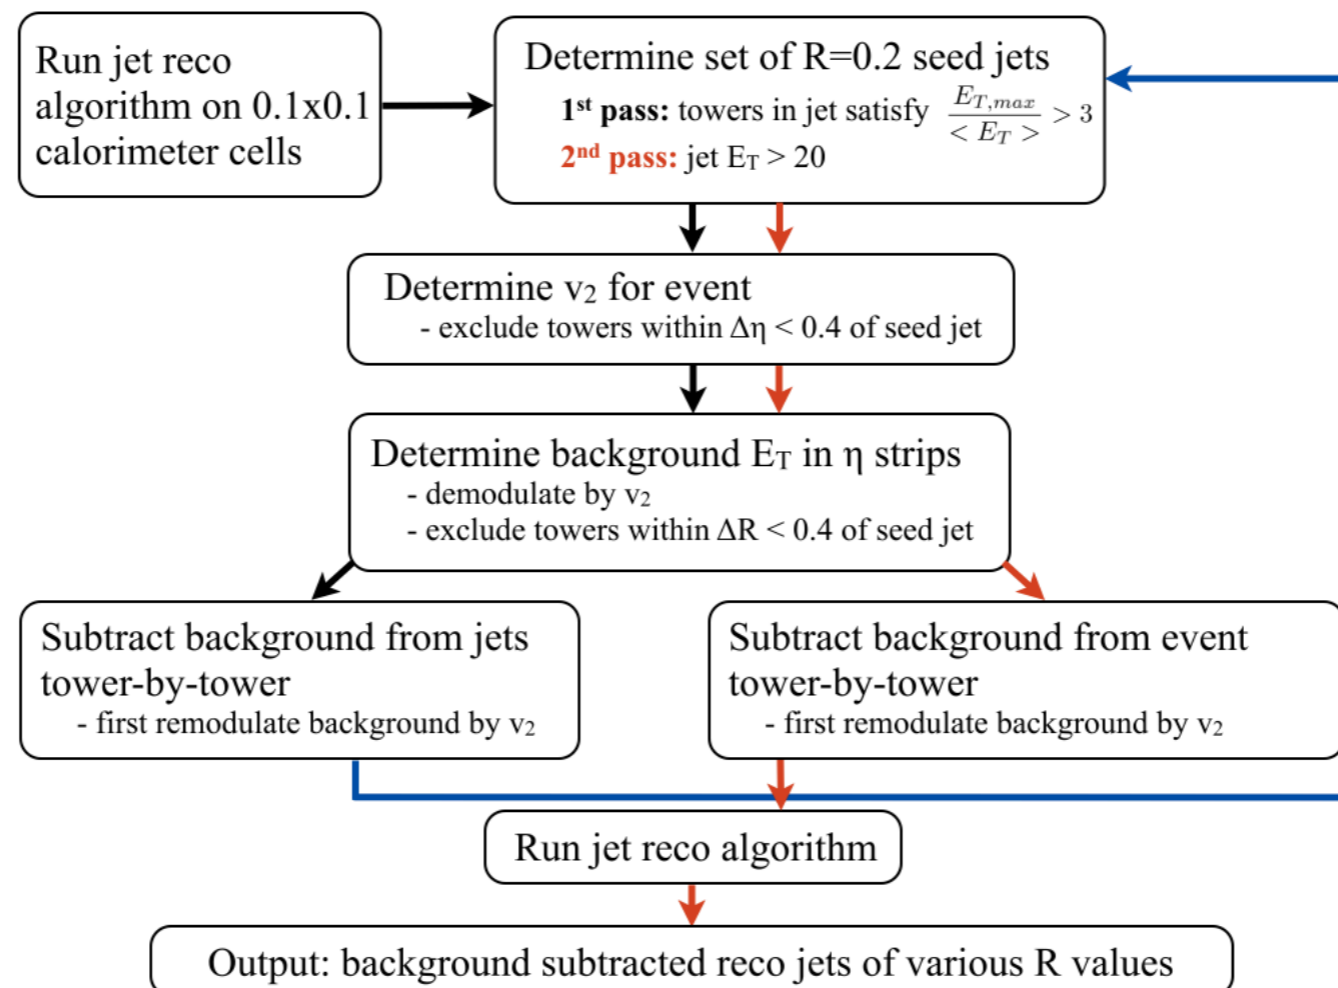 Run jet reco
algorithm on 0.1x0.1
calorimeter cells
Determine set of R=0.2 seed jets
1st pass: towers in jet satisfy E_{T,max} / < E_T > > 3
2nd pass: jet E_T > 20
Determine v₂ for event
- exclude towers within Δη < 0.4 of seed jet
Determine background E_T in η strips
- demodulate by v₂
- exclude towers within ΔR < 0.4 of seed jet
Subtract background from jets
tower-by-tower
- first remodulate background by v₂
Subtract background from event
tower-by-tower
- first remodulate background by v₂
Run jet reco algorithm
Output: background subtracted reco jets of various R values